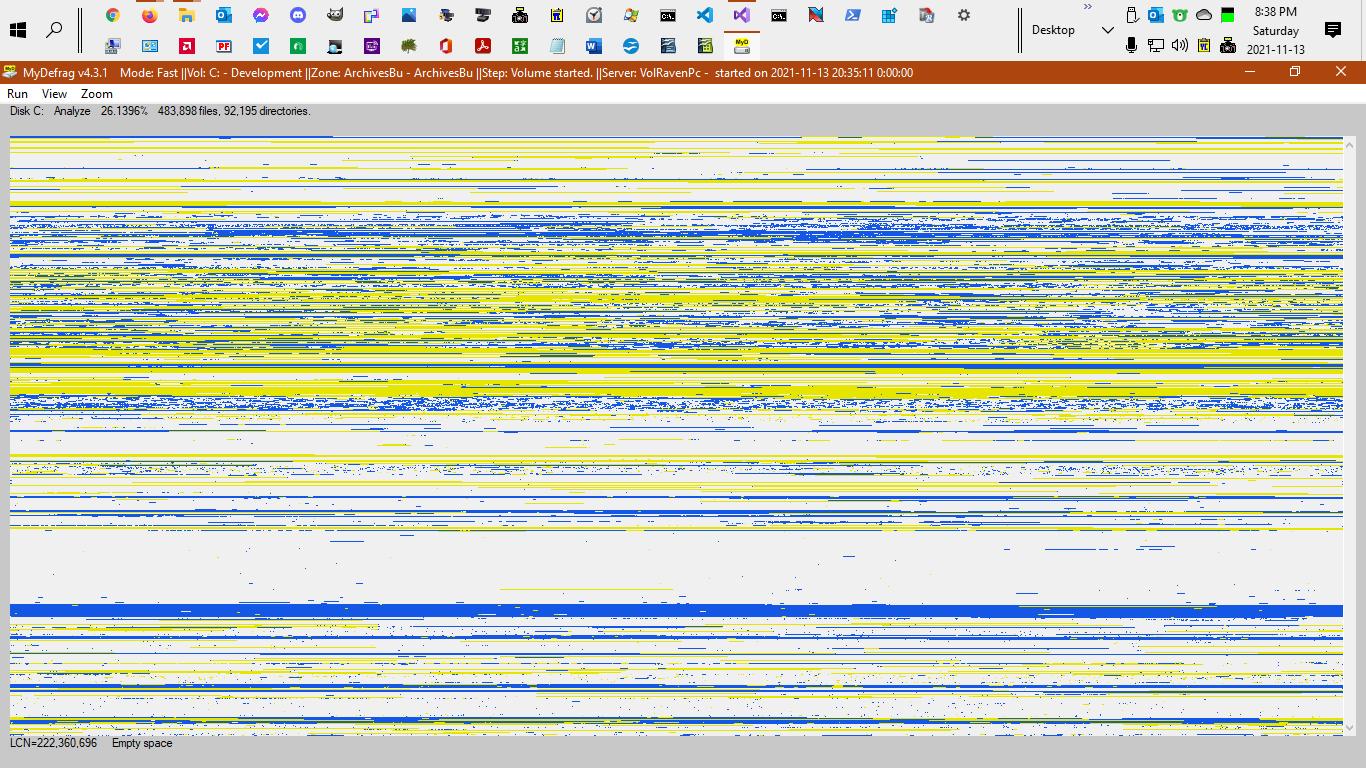 8:38 PM
Desktop
Saturday
2021-11-13
MyDefrag v4.3.1 Mode: Fast ||Vol: C: - Development ||Zone: ArchivesBu - ArchivesBu ||Step: Volume started. ||Server: VolRavenPc - started on 2021-11-13 20:35:11 0:00:00
Run View Zoom
Disk C: Analyze 26.1396% 483,898 files, 92,195 directories.
LCN=222,360,696 Empty space